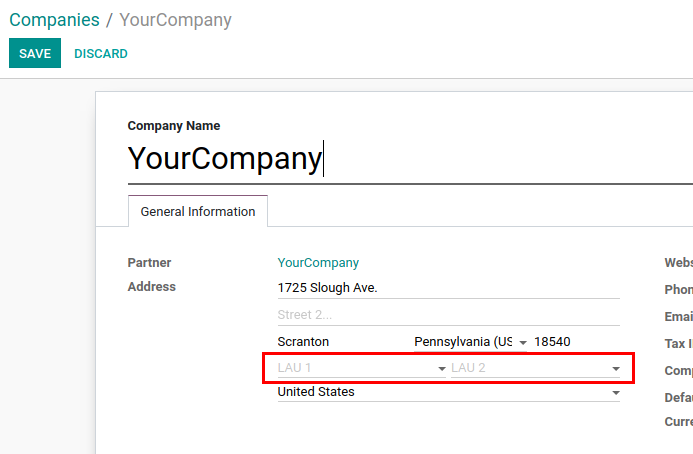 Companies / YourCompany
SAVE DISCARD
Company Name
YourCompany
General Information
Partner YourCompany Webs
Address 1725 Slough Ave. Phon
Street 2... Emai
Scranton Pennsylvania (US 18540 Tax I
LAU 1 LAU 2 Comp
United States Defau
Curre